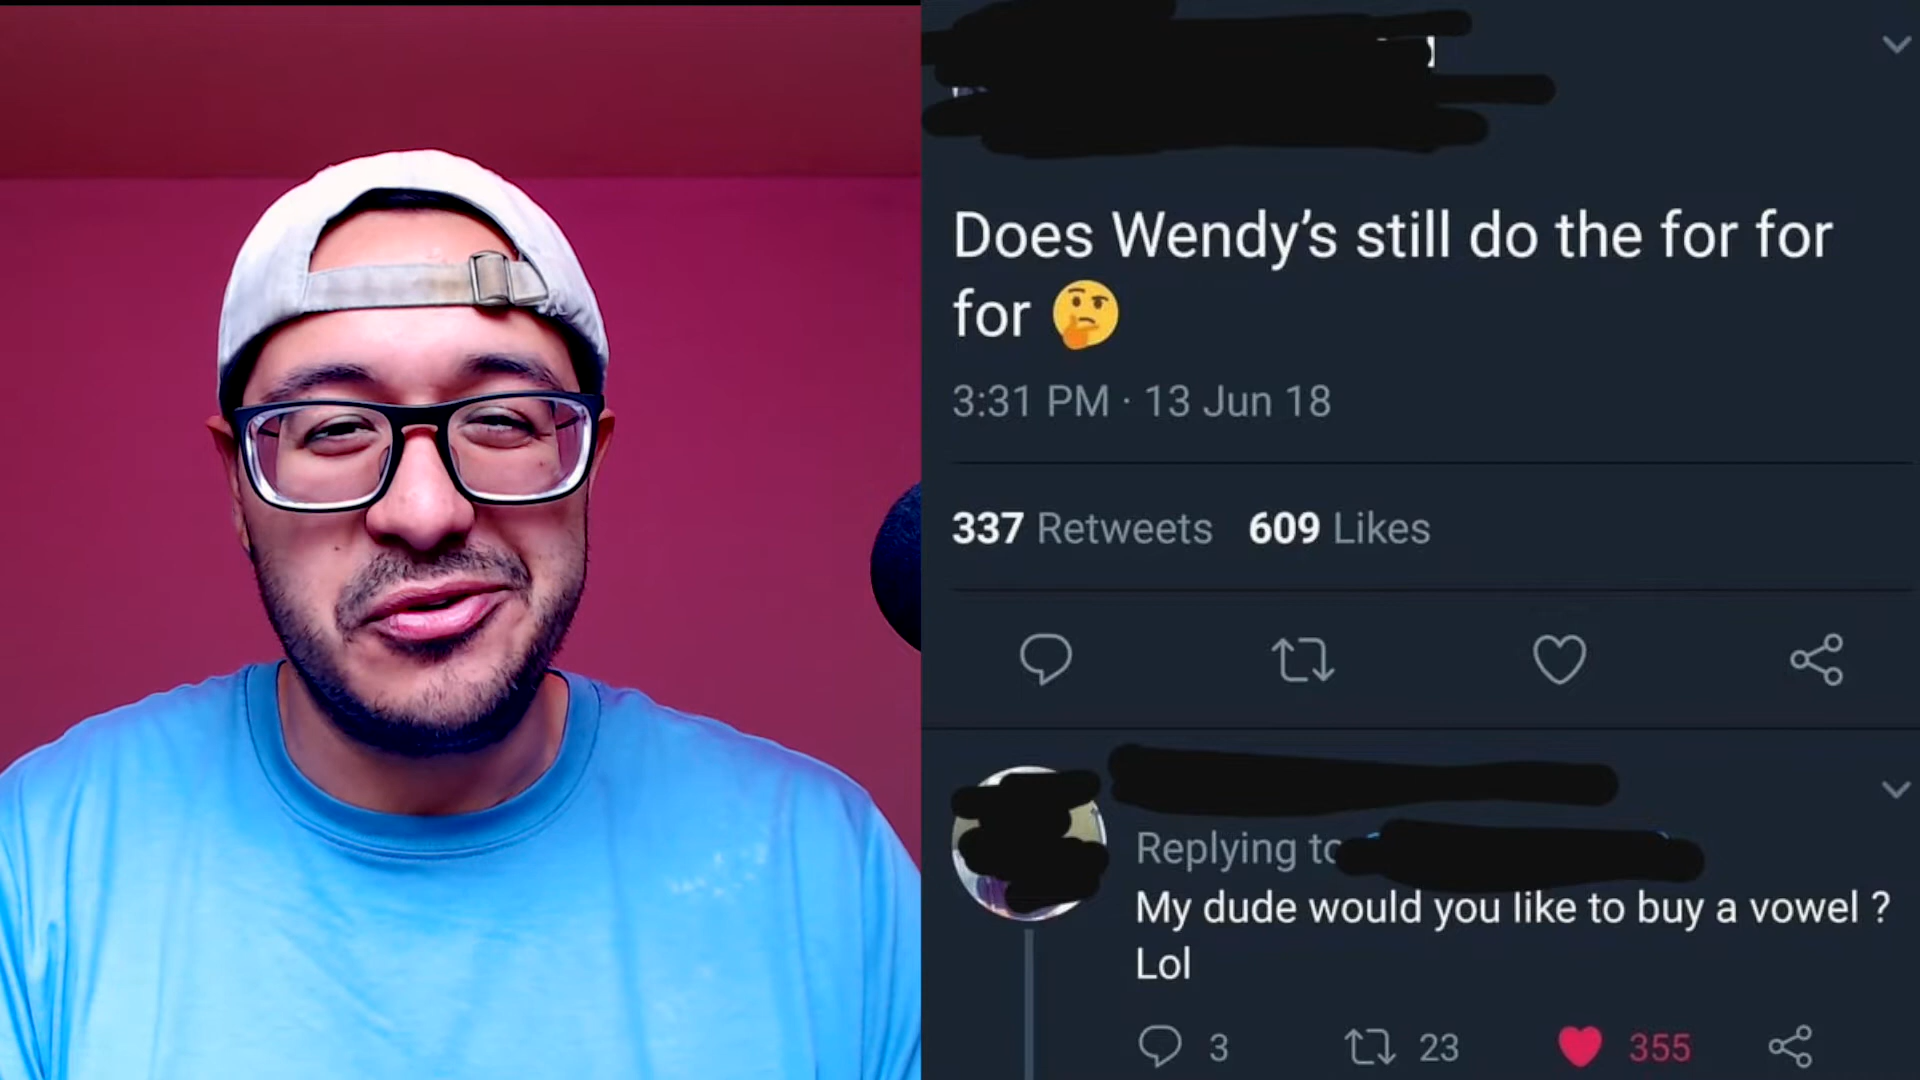 Does Wendy's still do the for for
for 🤔
3:31 PM · 13 Jun 18
337 Retweets 609 Likes
Replying to
My dude would you like to buy a vowel ?
Lol
3 23 355